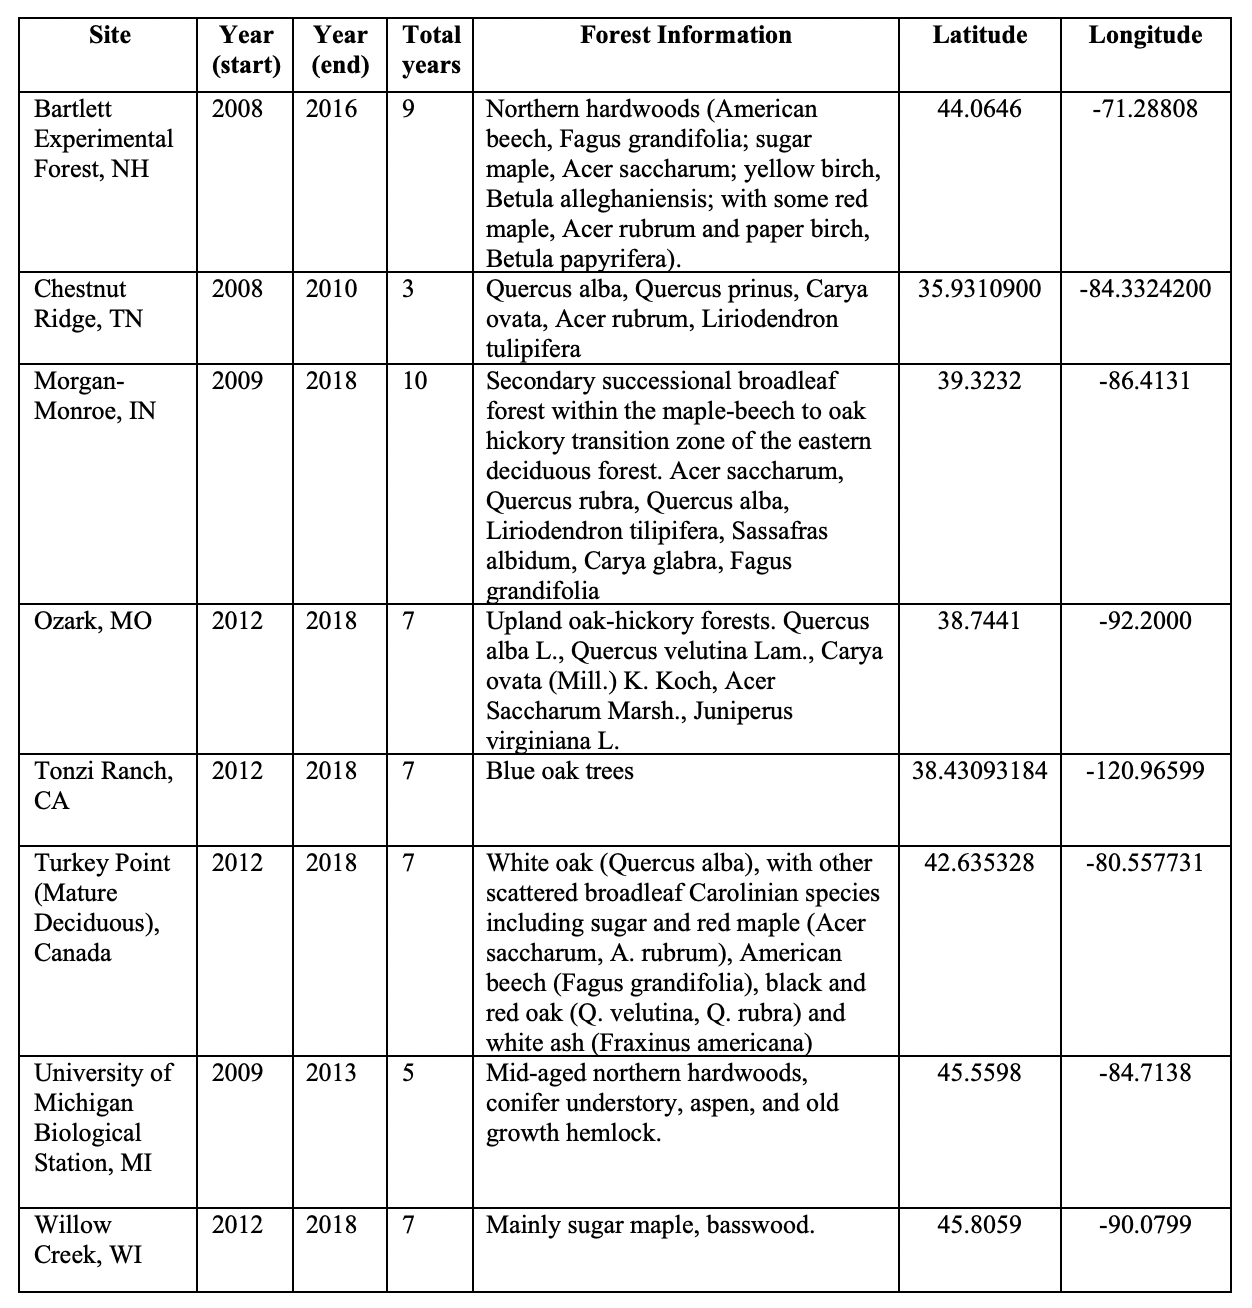 Site Year (start) Year (end) Total years Forest Information Latitude Longitude
Bartlett 2008 2016 9 Northern hardwoods (American 44.0646 -71.28808
Experimental beech, Fagus grandifolia; sugar
Forest, NH maple, Acer saccharum; yellow birch,
Betula alleghaniensis; with some red
maple, Acer rubrum and paper birch,
Betula papyrifera).
Chestnut 2008 2010 3 Quercus alba, Quercus prinus, Carya 35.9310900 -84.3324200
Ridge, TN ovata, Acer rubrum, Liriodendron
tulipifera
Morgan- 2009 2018 10 Secondary successional broadleaf 39.3232 -86.4131
Monroe, IN forest within the maple-beech to oak
hickory transition zone of the eastern
deciduous forest. Acer saccharum,
Quercus rubra, Quercus alba,
Liriodendron tilipifera, Sassafras
albidum, Carya glabra, Fagus
grandifolia
Ozark, MO 2012 2018 7 Upland oak-hickory forests. Quercus 38.7441 -92.2000
alba L., Quercus velutina Lam., Carya
ovata (Mill.) K. Koch, Acer
Saccharum Marsh., Juniperus
virginiana L.
Tonzi Ranch, 2012 2018 7 Blue oak trees 38.43093184 -120.96599
CA
Turkey Point 2012 2018 7 White oak (Quercus alba), with other 42.635328 -80.557731
(Mature scattered broadleaf Carolinian species
Deciduous), including sugar and red maple (Acer
Canada saccharum, A. rubrum), American
beech (Fagus grandifolia), black and
red oak (Q. velutina, Q. rubra) and
white ash (Fraxinus americana)
University of 2009 2013 5 Mid-aged northern hardwoods, 45.5598 -84.7138
Michigan conifer understory, aspen, and old
Biological growth hemlock.
Station, MI
Willow 2012 2018 7 Mainly sugar maple, basswood. 45.8059 -90.0799
Creek, WI